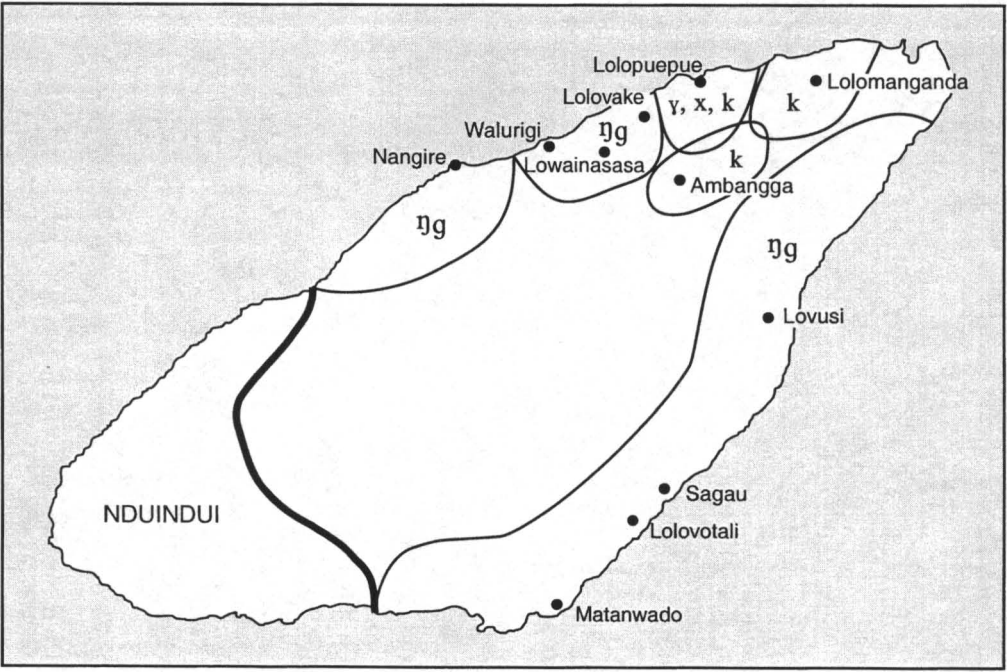 Lolopuepue
Lolomanganda
Lolovake
ɣ, x, k
k
Walurigi
ŋg
Nangire
Lowainasasa
k
Ambangga
ŋg
ŋg
Lovusi
Sagau
NDUINDUI
Lolovotali
Matanwado